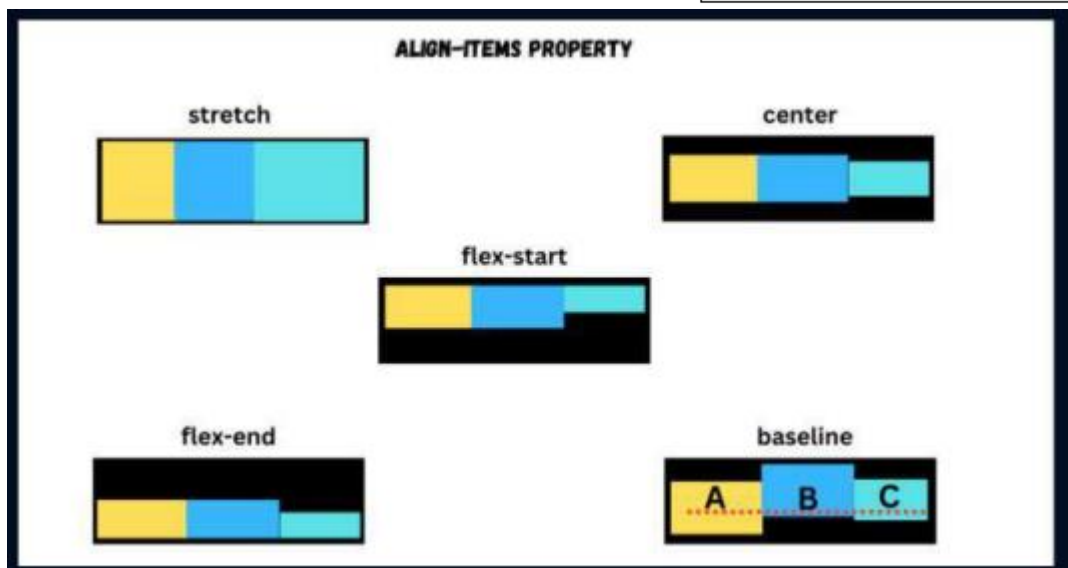 ALIGN-ITEMS PROPERTY
stretch
center
flex-start
flex-end
baseline
A B C